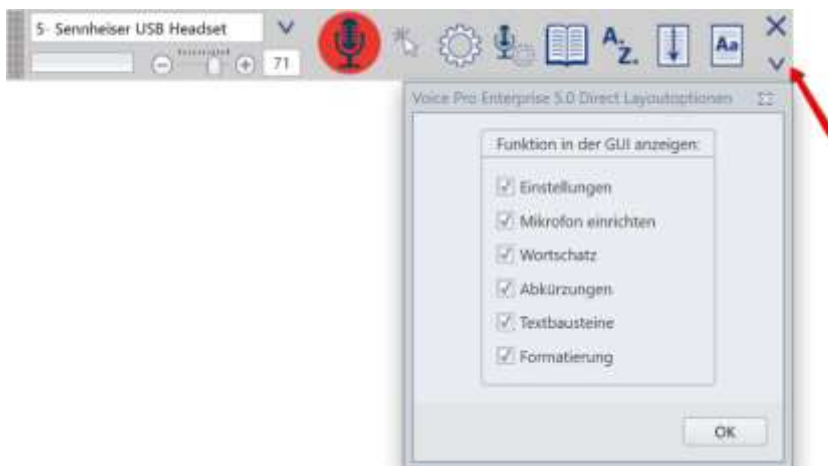 5- Sennheiser USB Headset
71
A.Z.
Aa
Voice Pro Enterprise 5.0 Direct Layoutoptionen
Funktion in der GUI anzeigen:
Einstellungen
Mikrofon einrichten
Wortschatz
Abkürzungen
Textbausteine
Formatierung
OK